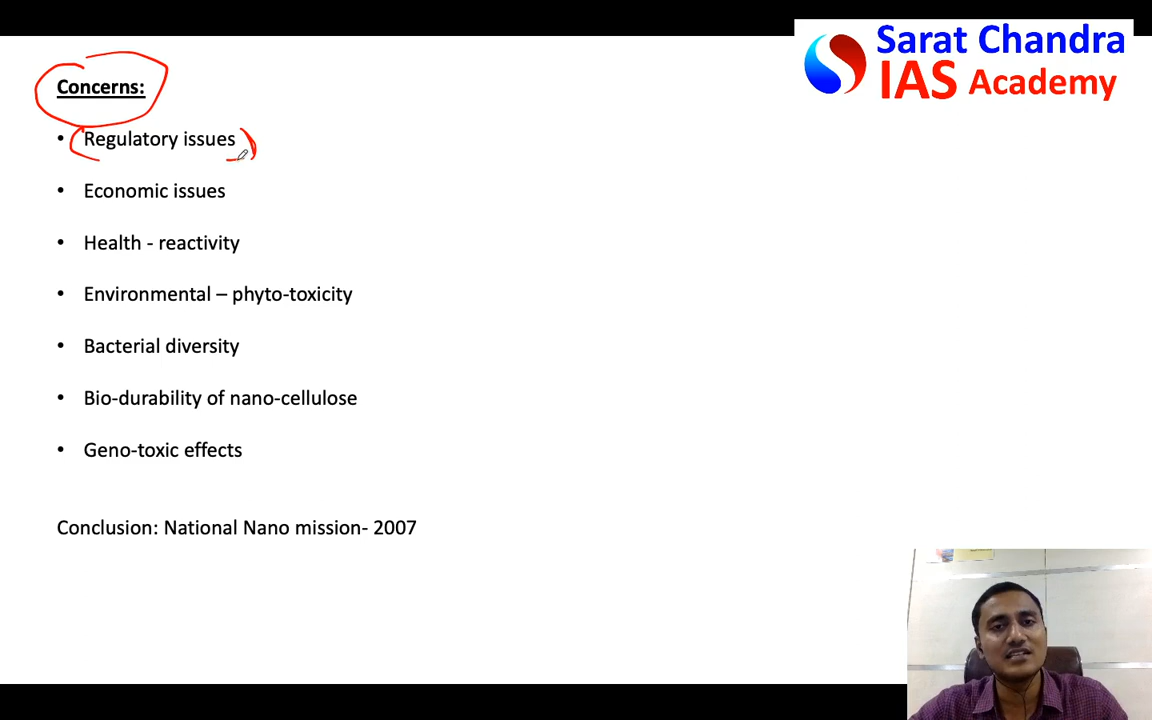 Sarat Chandra
IAS Academy
Concerns:
• Regulatory issues
• Economic issues
• Health - reactivity
• Environmental – phyto-toxicity
• Bacterial diversity
• Bio-durability of nano-cellulose
• Geno-toxic effects
Conclusion: National Nano mission- 2007